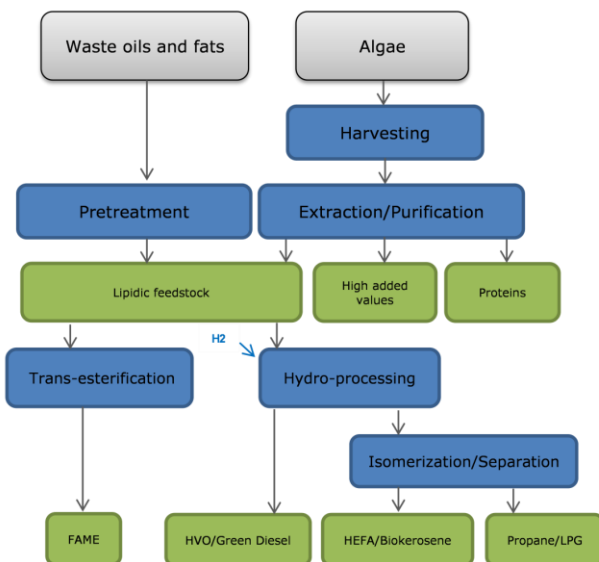 Waste oils and fats
Algae
Harvesting
Pretreatment
Extraction/Purification
Lipidic feedstock
High added
values
Proteins
H2
Trans-esterification
Hydro-processing
Isomerization/Separation
FAME
HVO/Green Diesel
HEFA/Biokerosene
Propane/LPG